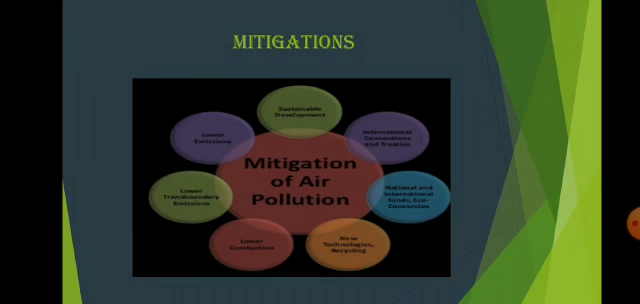 MITIGATIONS
Sustainable
Development
International
Conventions
and Treaties
National and
International
funds, Eco-
Conversion
New
Technologies,
Recycling
Lower
Combustion
Lower
Transboundary
Emissions
Lower
Emissions
Mitigation
of Air
Pollution